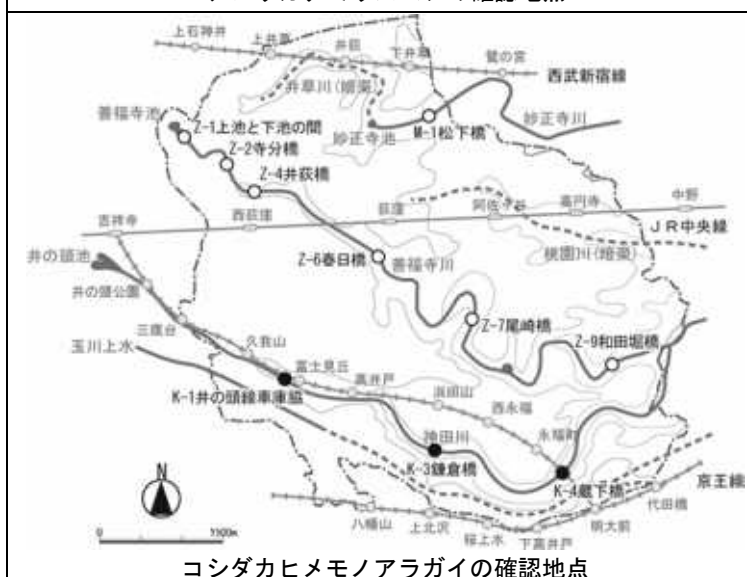 の確認地点
上石神井
上井草
井荻
下井草
鷺の宮
西武新宿線
井草川(暗渠)
善福寺池
妙正寺池
妙正寺川
M-1松下橋
Z-1上池と下池の間
Z-2寺分橋
Z-4井荻橋
吉祥寺
西荻窪
荻窪
阿佐ヶ谷
高円寺
中野
JR中央線
桃園川(暗渠)
井の頭池
井の頭公園
Z-6春日橋
善福寺川
三鷹台
久我山
Z-7尾崎橋
Z-9和田堀橋
玉川上水
富士見丘
高井戸
K-1井の頭線車庫脇
浜田山
西永福
永福町
神田川
K-3鎌倉橋
K-4蔵下橋
京王線
代田橋
明大前
N
八幡山
上北沢
桜上水
下高井戸
0
コシダカヒメモノアラガイの確認地点